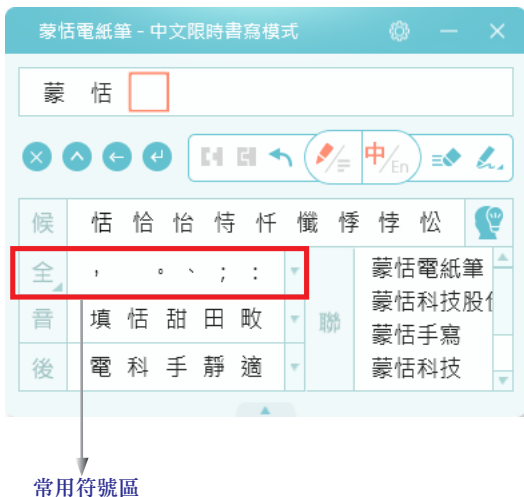 蒙恬電紙筆 - 中文限時書寫模式
蒙 恬
中/En
候 恬 恰 怡 恃 忏 懺 悸 悖 忪
全 , 。 、 ; :
音 填 恬 甜 田 畋
後 電 科 手 靜 適
聯
蒙恬電紙筆
蒙恬科技股份
蒙恬手寫
蒙恬科技
常用符號區